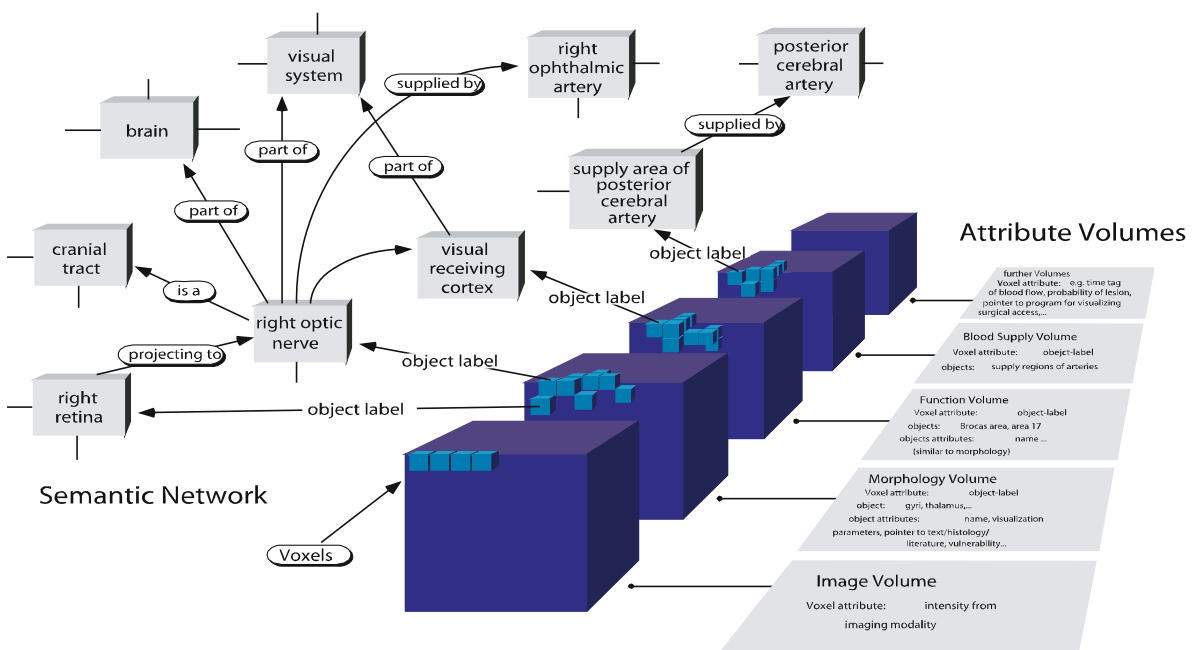 visual
system
right
ophthalmic
artery
posterior
cerebral
artery
supplied by
brain
part of
supplied by
part of
supply area of
posterior
cerebral
artery
part of
cranial
tract
visual
receiving
cortex
object label
Attribute Volumes
is a
object label
right optic
nerve
projecting to
object label
right
retina
object label
Semantic Network
Voxels
further Volumes
Voxel attribute: e.g. time tag
of blood flow, probability of lesion,
pointer to program for visualizing
surgical access,...
Blood Supply Volume
Voxel attribute: obejct-label
objects: supply regions of arteries
Function Volume
Voxel attribute: object-label
objects: Brocas area, area 17
objects attributes: name ...
(similar to morphology)
Morphology Volume
Voxel attribute: object-label
object: gyri, thalamus,...
object attributes: name, visualization
parameters, pointer to text/histology/
literature, vulnerability...
Image Volume
Voxel attribute: intensity from
imaging modality